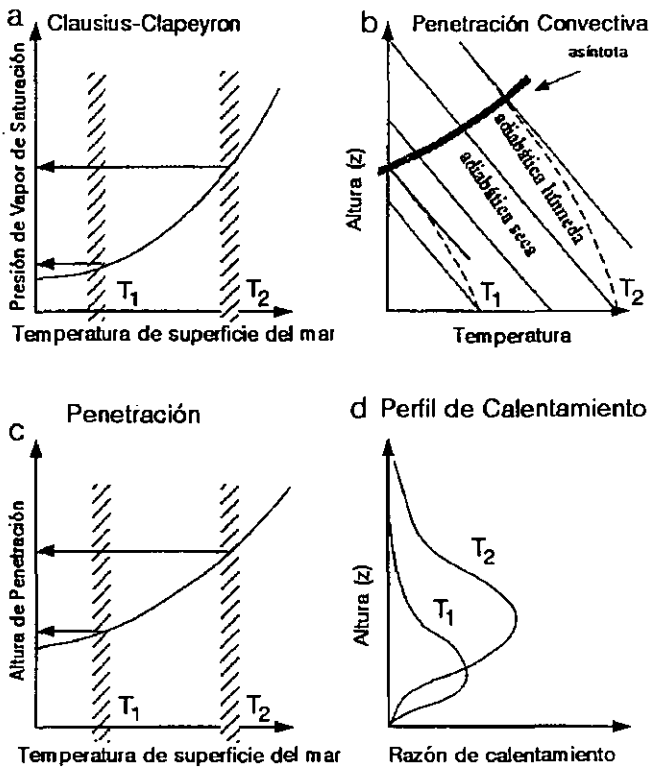 a
Clausius-Clapeyron
Presión de Vapor de Saturación
T1
T2
Temperatura de superficie del mar
b
Penetración Convectiva
asíntota
Altura (z)
adiabática seca
adiabática húmeda
T1
T2
Temperatura
c
Penetración
Altura de Penetración
T1
T2
Temperatura de superficie del mar
d Perfil de Calentamiento
Altura (z)
T2
T1
Razón de calentamiento